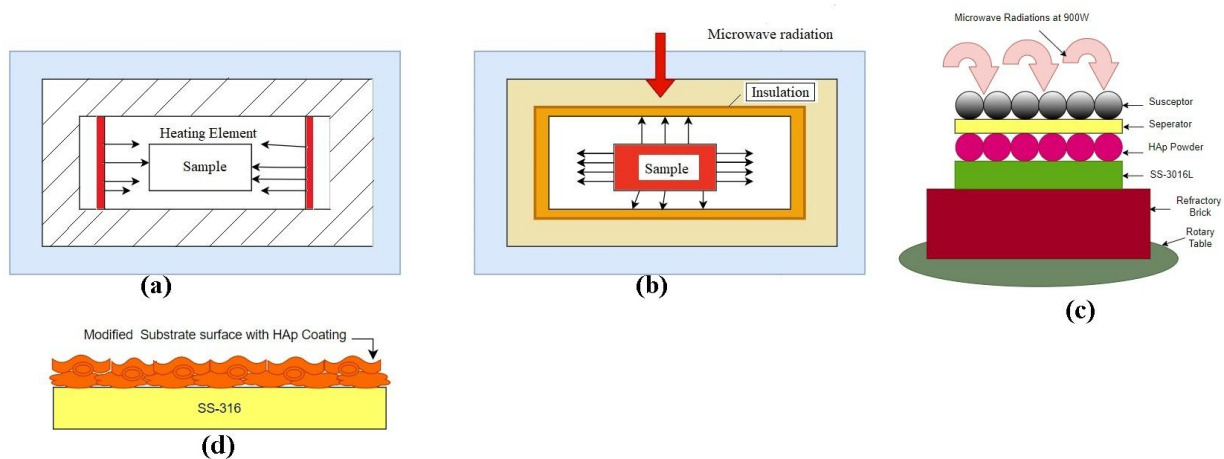 Heating Element
Sample
(a)
Microwave radiation
Insulation
Sample
(b)
Microwave Radiations at 900W
Susceptor
Seperator
HAp Powder
SS-3016L
Refractory
Brick
Rotary
Table
(c)
Modified Substrate surface with HAp Coating
SS-316
(d)